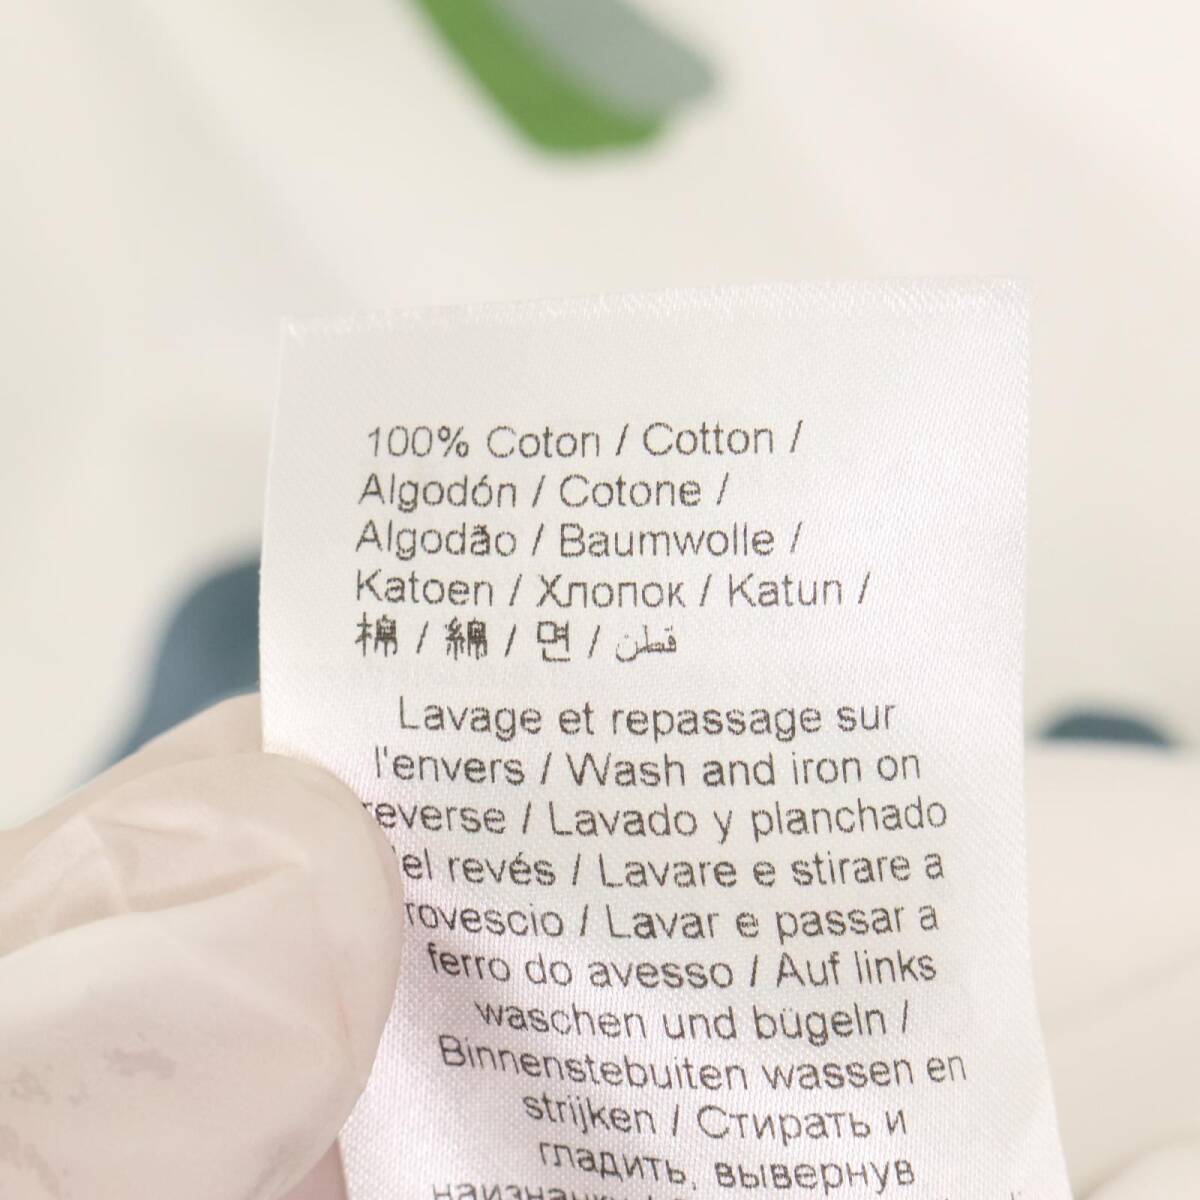 100% Coton / Cotton /
Algodón / Cotone /
Algodão / Baumwolle /
Katoen / Хлопок / Katun /
棉 / 綿 / 면 / قطن
Lavage et repassage sur
l'envers / Wash and iron on
reverse / Lavado y planchado
el revés / Lavare e stirare a
rovescio / Lavar e passar a
ferro do avesso / Auf links
waschen und bügeln /
Binnenstebuiten wassen en
strijken / Стирать и
гладить, вывернув
наизнанку /